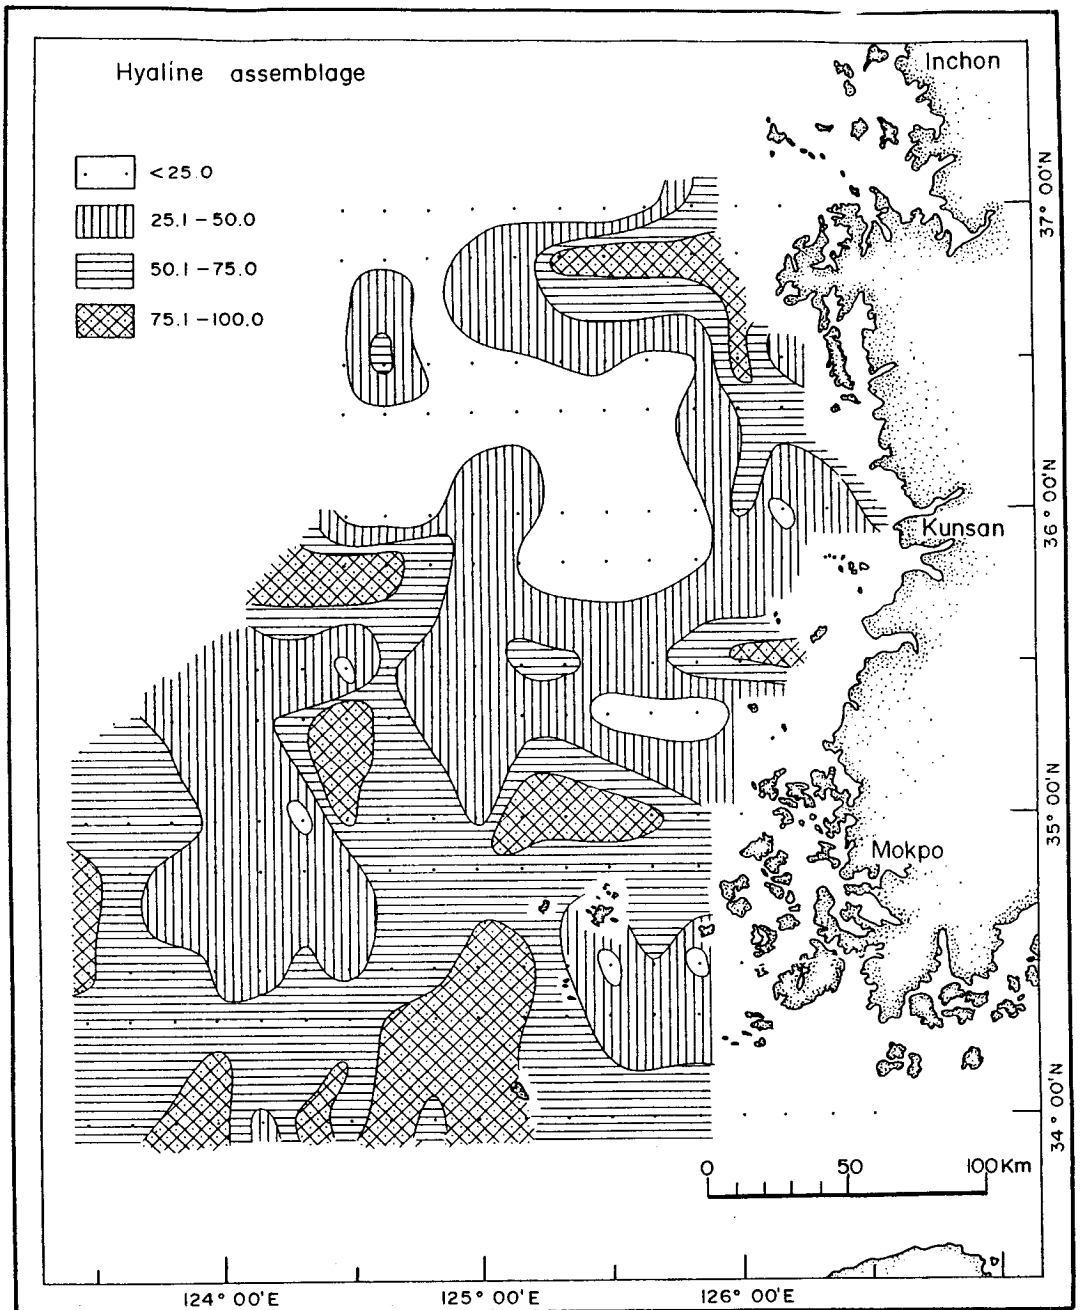 Hyaline assemblage
<25.0
25.1-50.0
50.1-75.0
75.1-100.0
Inchon
37°00'N
36°00'N
Kunsan
35°00'N
Mokpo
34°00'N
0 50 100Km
124°00'E 125°00'E 126°00'E